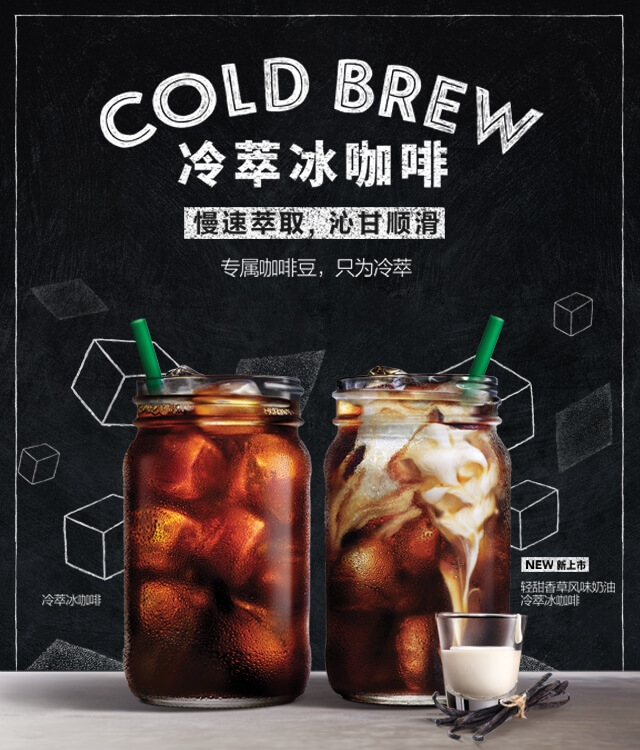 COLD BREW
冷萃冰咖啡
慢速萃取，沁甘顺滑
专属咖啡豆，只为冷萃
NEW 新上市
轻甜香草风味奶油
冷萃冰咖啡
冷萃冰咖啡